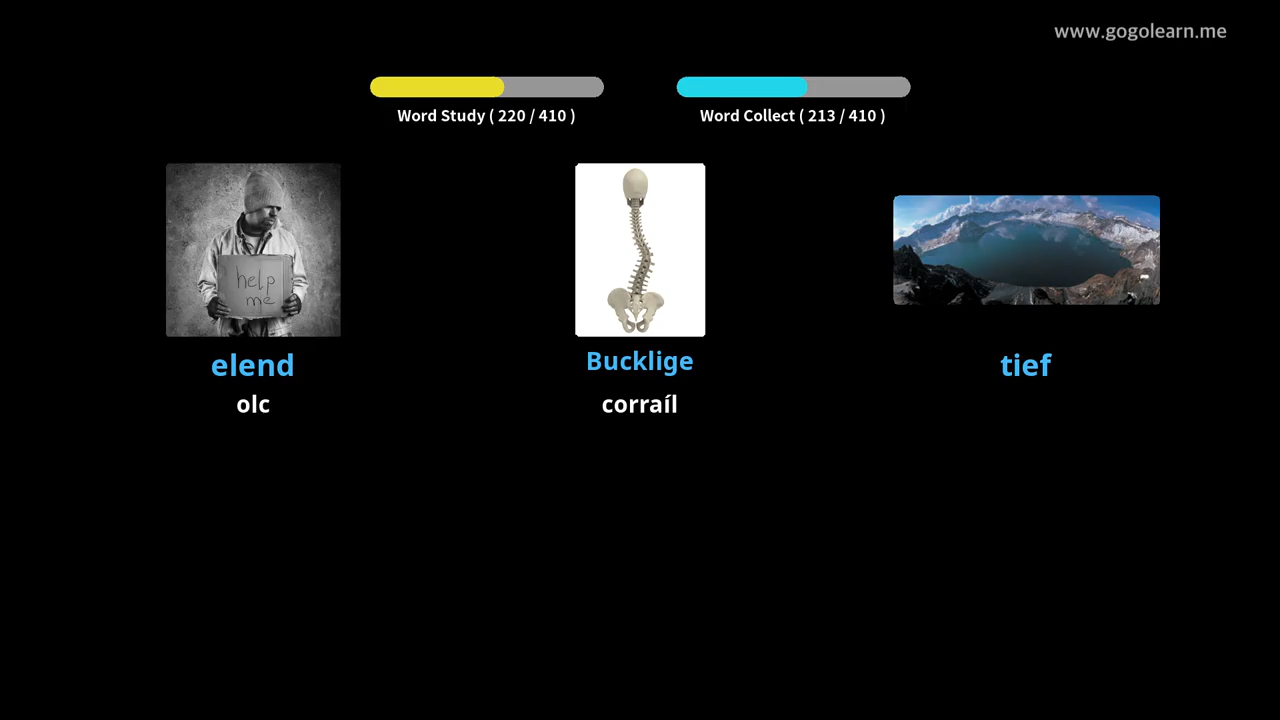 www.gogolearn.me
Word Study ( 220 / 410 )
Word Collect ( 213 / 410 )
help
me
elend
olc
Bucklige
corraíl
tief